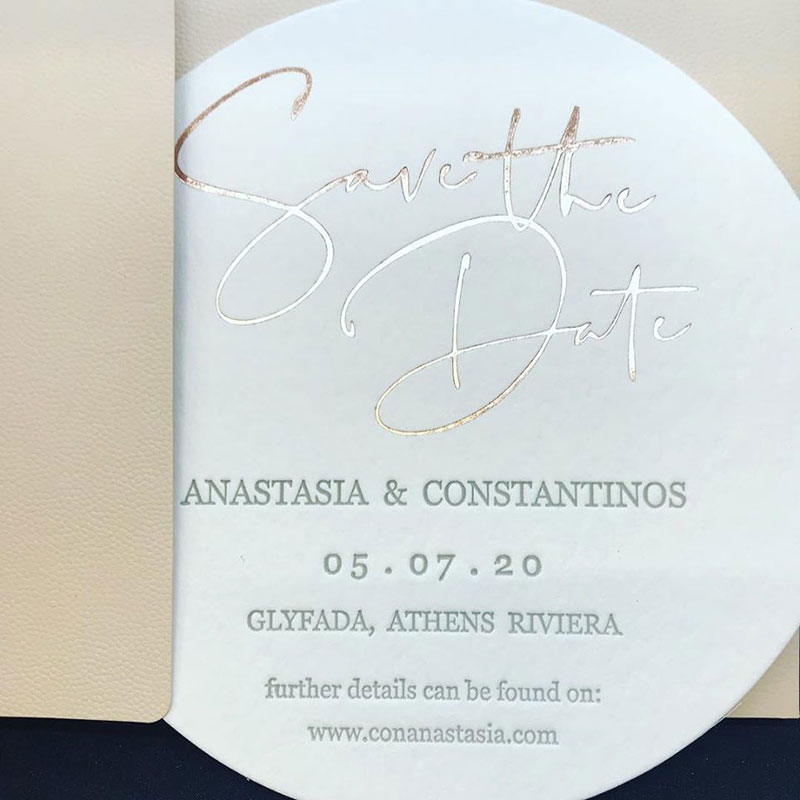 Save the
Date
ANASTASIA & CONSTANTINOS
05.07.20
GLYFADA, ATHENS RIVIERA
further details can be found on:
www.conanastasia.com